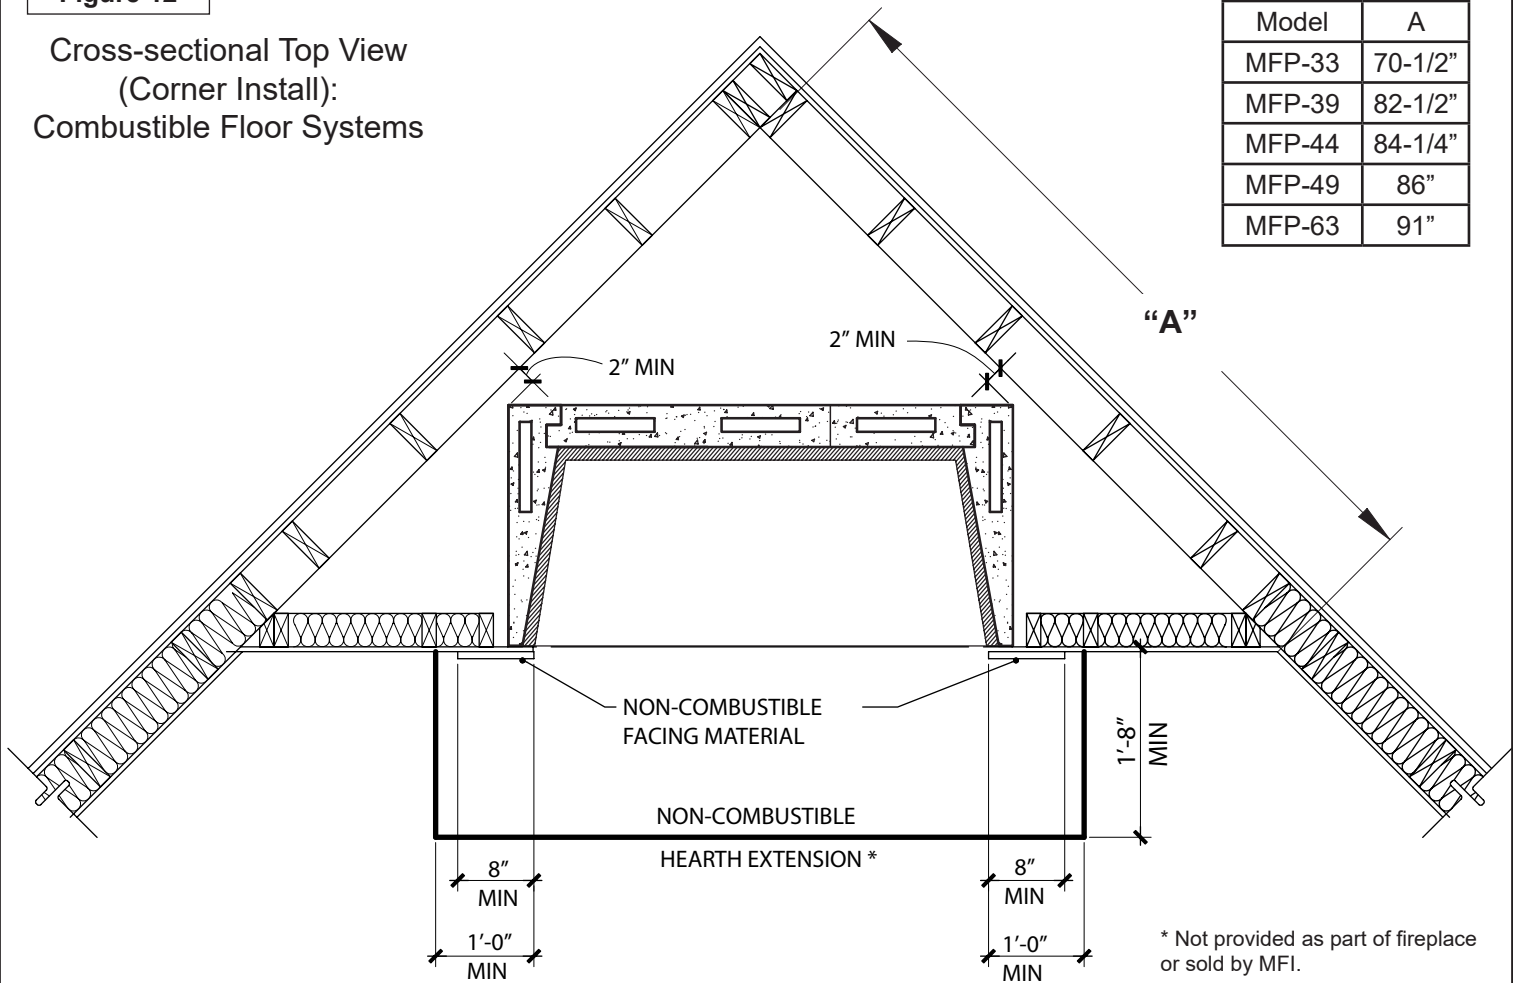 Figure 12
Cross-sectional Top View
(Corner Install):
Combustible Floor Systems
Model A
MFP-33 70-1/2”
MFP-39 82-1/2”
MFP-44 84-1/4”
MFP-49 86”
MFP-63 91”
“A”
2” MIN
2” MIN
NON-COMBUSTIBLE
FACING MATERIAL
1’-8”
MIN
NON-COMBUSTIBLE
HEARTH EXTENSION *
8”
MIN
8”
MIN
1’-0”
MIN
1’-0”
MIN
* Not provided as part of fireplace
or sold by MFI.